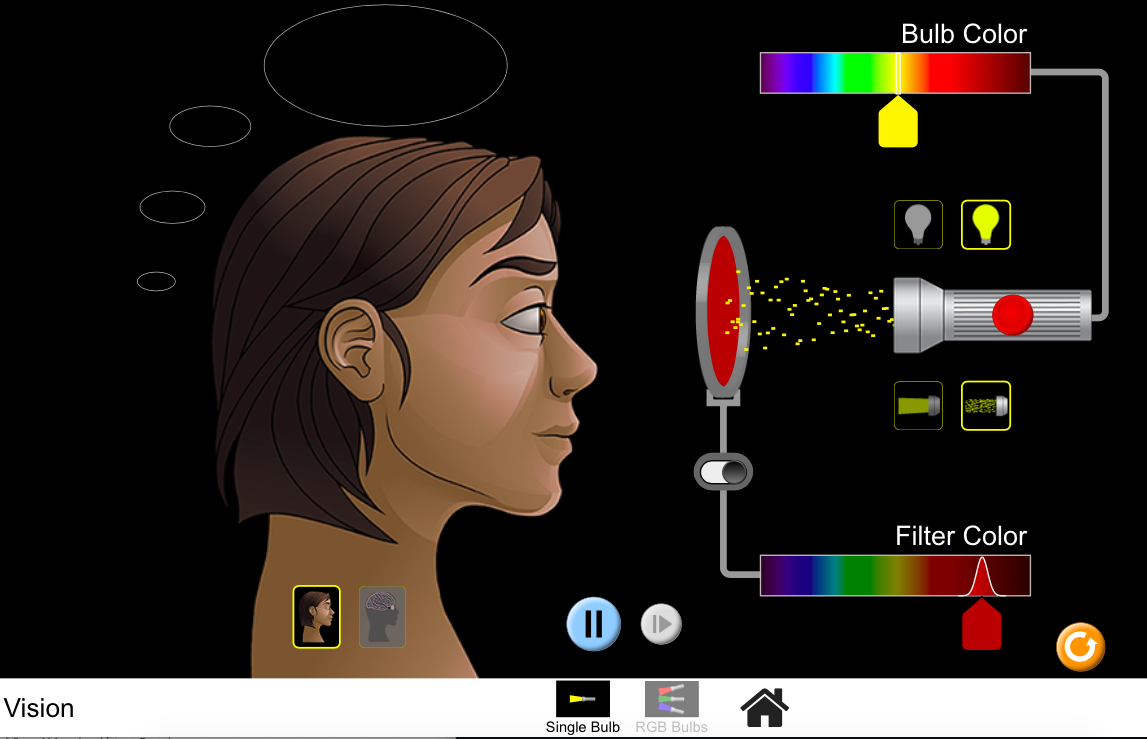 Bulb Color
Filter Color
Vision
Single Bulb
RGB Bulbs